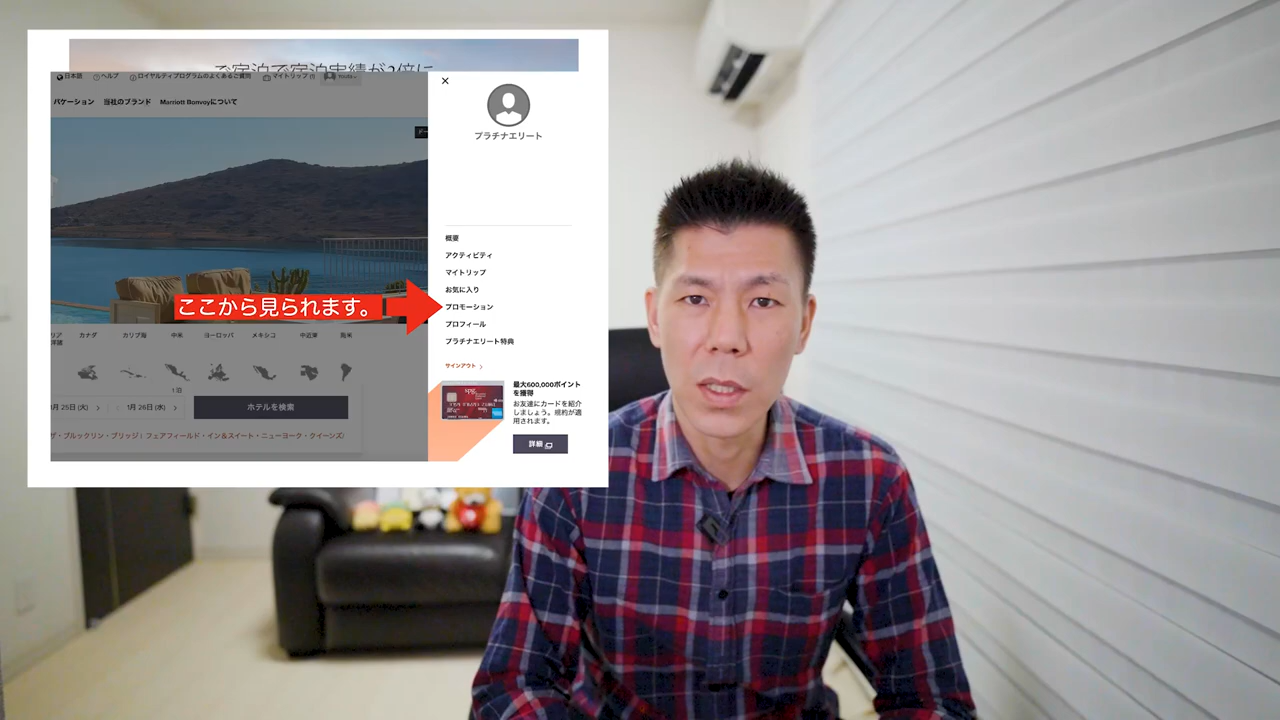 ご宿泊で宿泊実績が2倍に
日本語 ヘルプ ロイヤルティプログラムのよくあるご質問 マイトリップ (1)
バケーション 当社のブランド Marriott Bonvoyについて
プラチナエリート
概要
アクティビティ
マイトリップ
お気に入り
ここから見られます。
プロモーション
プロフィール
プラチナエリート特典
カナダ カリブ海 中米 ヨーロッパ メキシコ 中近東 南米
サインアウト
1泊
月 25日 (火) 1月 26日 (水) ホテルを検索
spg
最大600,000ポイント
を獲得
お友達にカードを紹介
しましょう。規約が適
用されます。
ザ・ブルックリン・ブリッジ) フェアフィールド・イン&スイート・ニューヨーク・クイーンズ/
詳細